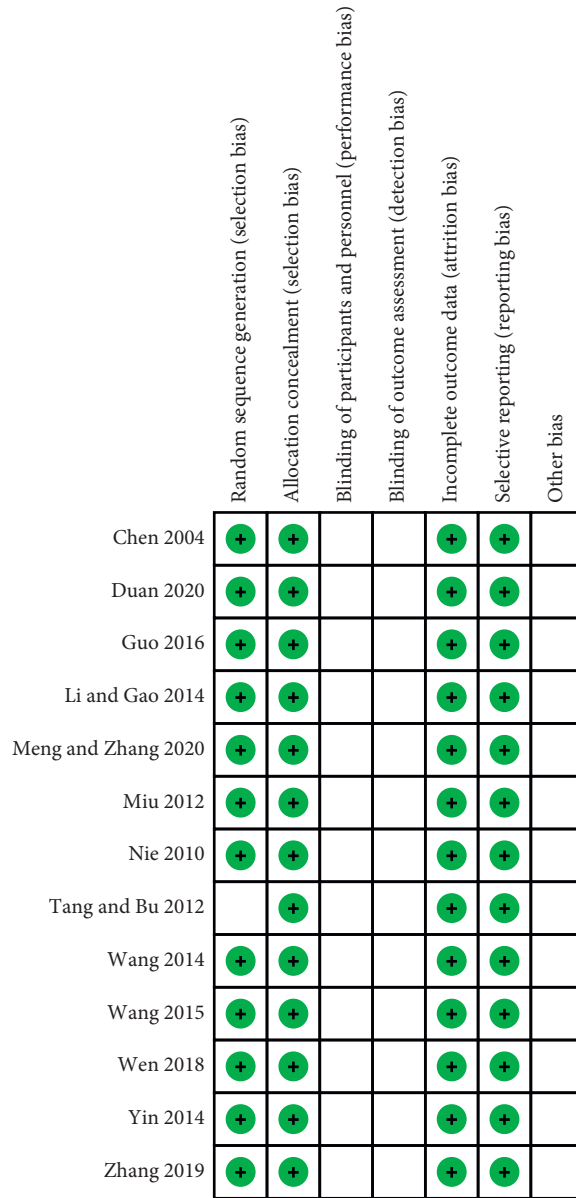 Random sequence generation (selection bias)
Allocation concealment (selection bias)
Blinding of participants and personnel (performance bias)
Blinding of outcome assessment (detection bias)
Incomplete outcome data (attrition bias)
Selective reporting (reporting bias)
Other bias
Chen 2004 + + + +
Duan 2020 + + + +
Guo 2016 + + + +
Li and Gao 2014 + + + +
Meng and Zhang 2020 + + + +
Miu 2012 + + + +
Nie 2010 + + + +
Tang and Bu 2012 + + +
Wang 2014 + + + +
Wang 2015 + + + +
Wen 2018 + + + +
Yin 2014 + + + +
Zhang 2019 + + + +